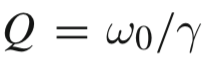 Q = ω₀/γ